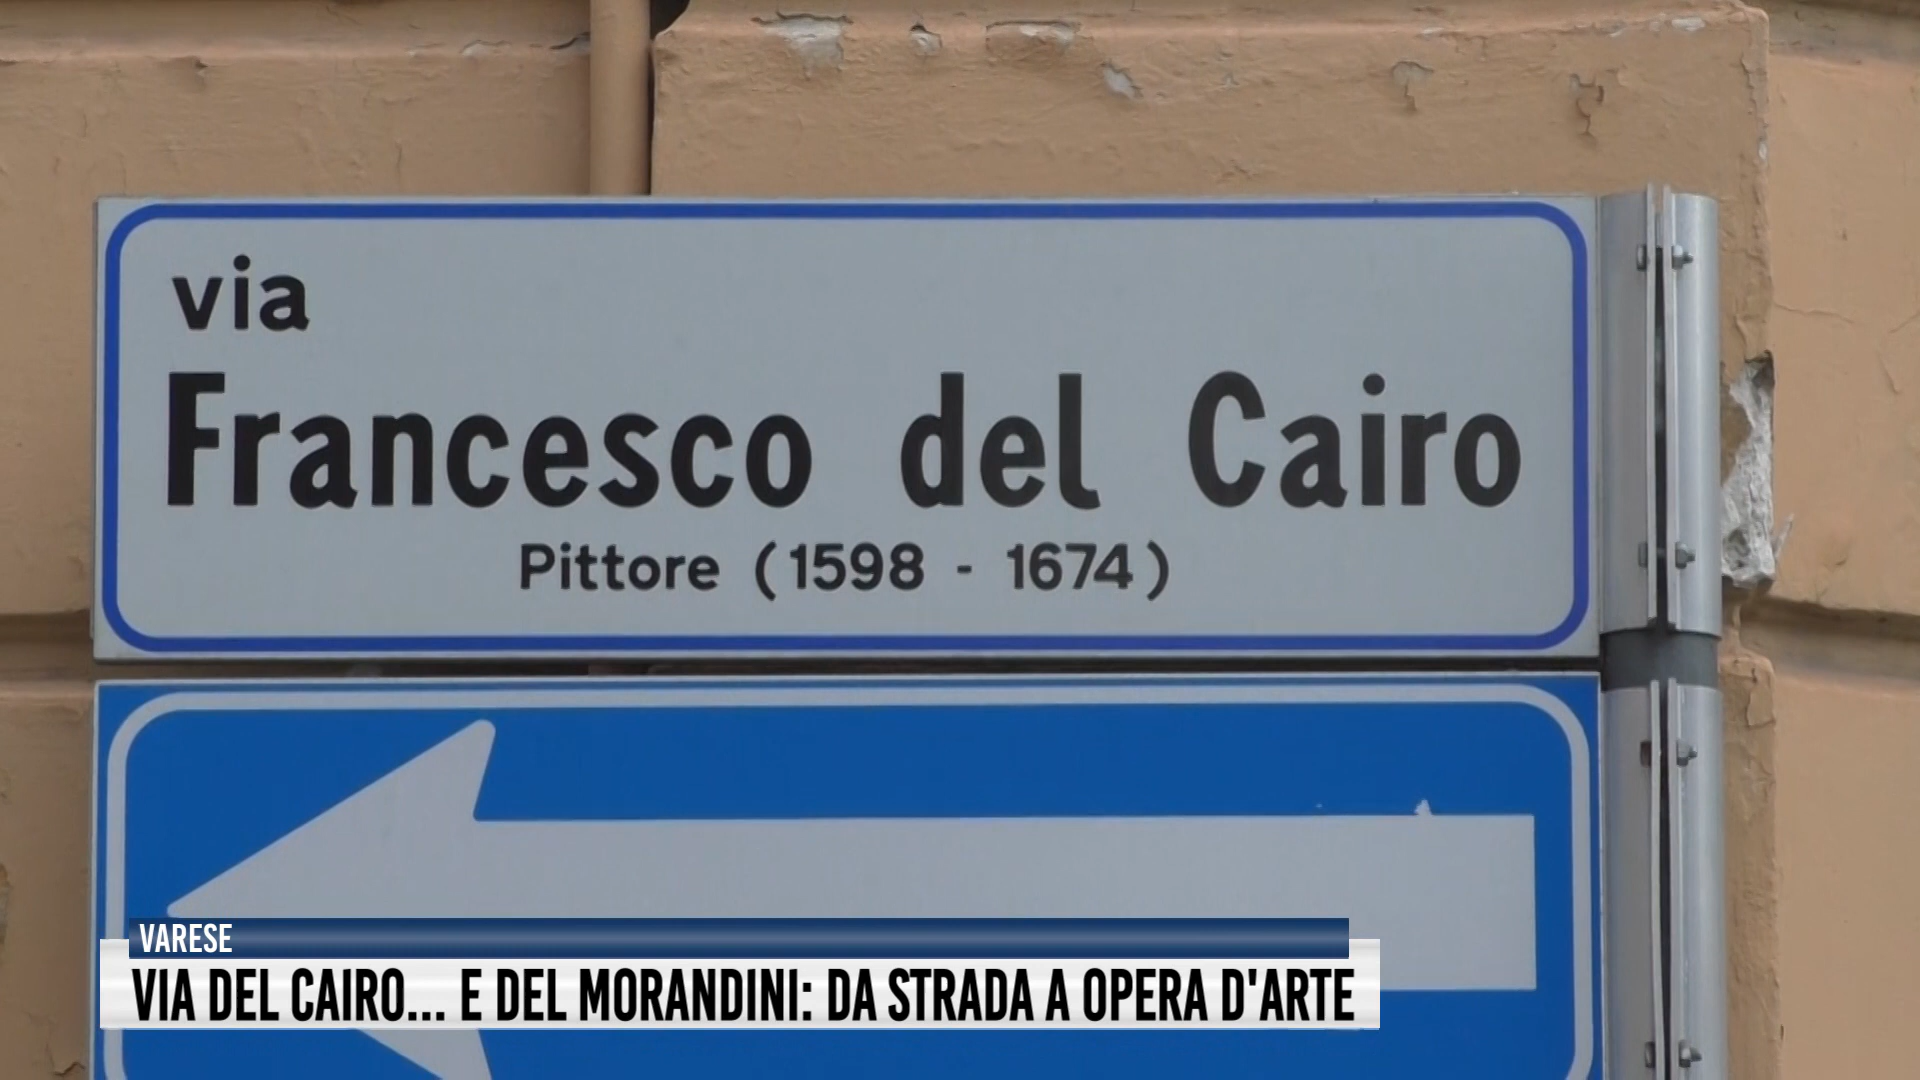 via
Francesco del Cairo
Pittore (1598 - 1674)
VARESE
VIA DEL CAIRO... E DEL MORANDINI: DA STRADA A OPERA D'ARTE